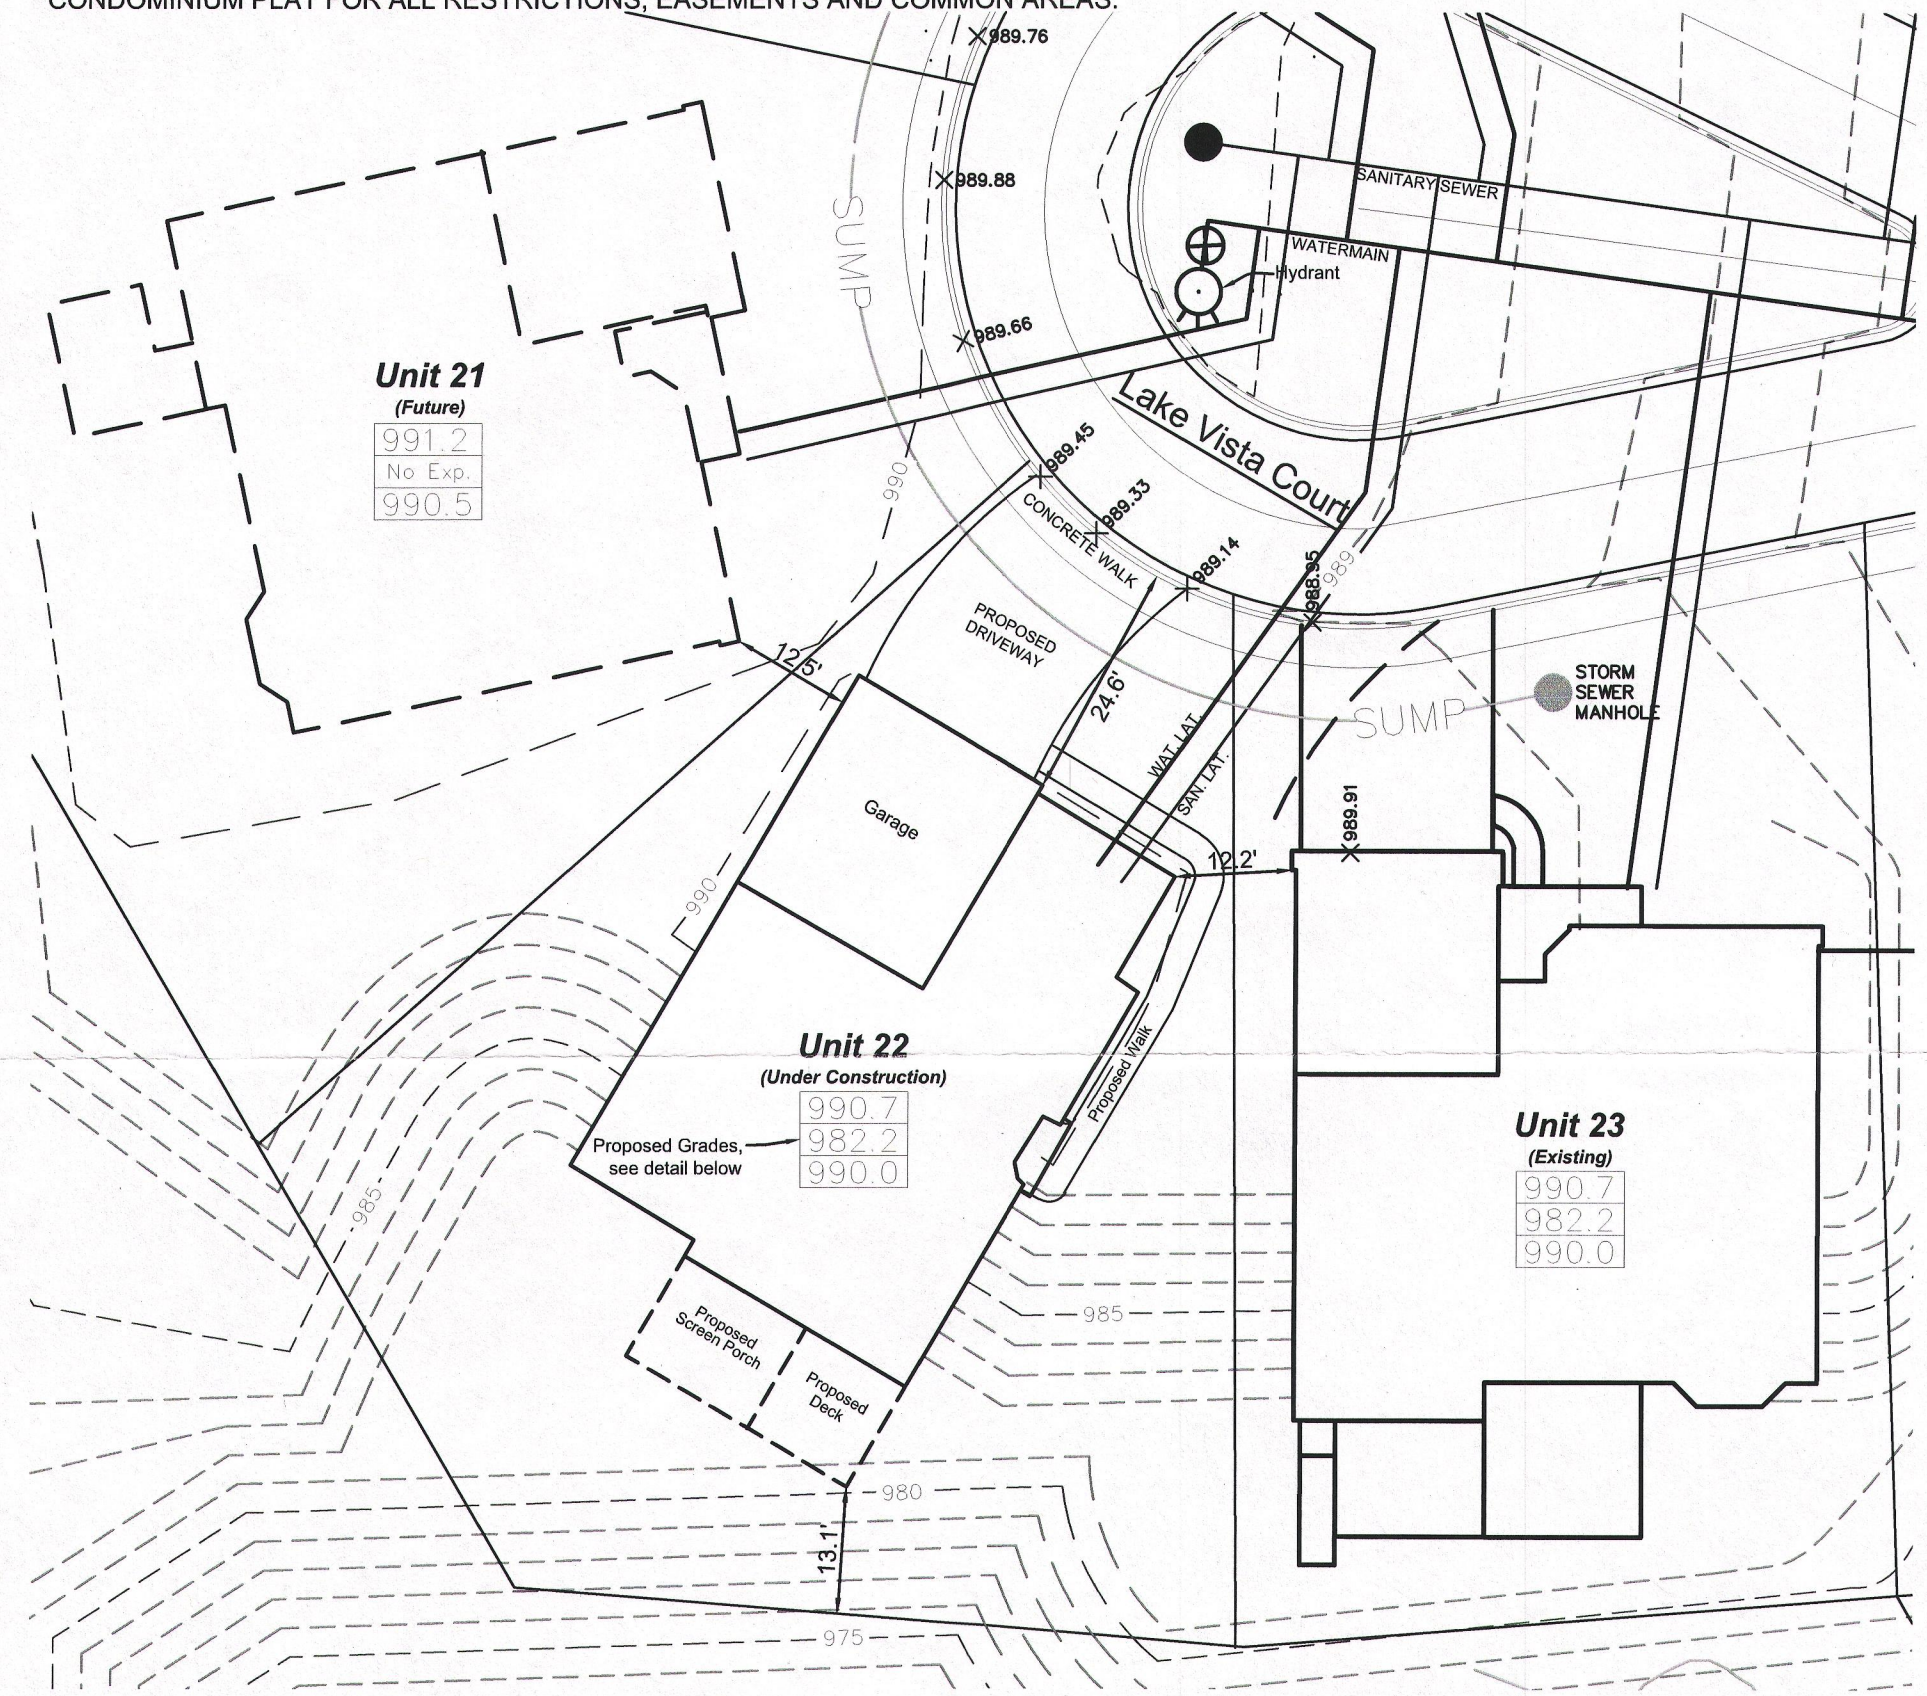 CONDOMINIUM PLAT FOR ALL RESTRICTIONS, EASEMENTS AND COMMON AREAS.
989.76
989.88
SANITARY SEWER
SUMP
WATERMAIN
Hydrant
989.66
Unit 21
(Future)
991.2
No Exp.
990.5
Lake Vista Court
989.45
990
989.33
CONCRETE WALK
989.14
988.95
989
PROPOSED
DRIVEWAY
12.5'
24.6'
STORM
SEWER
MANHOLE
SUMP
WAT. LAT.
SAN. LAT.
Garage
989.91
12.2'
990
Unit 22
(Under Construction)
990.7
982.2
990.0
Proposed Grades,
see detail below
Proposed Walk
Unit 23
(Existing)
990.7
982.2
990.0
985
985
Proposed
Screen Porch
Proposed
Deck
980
13.1'
975